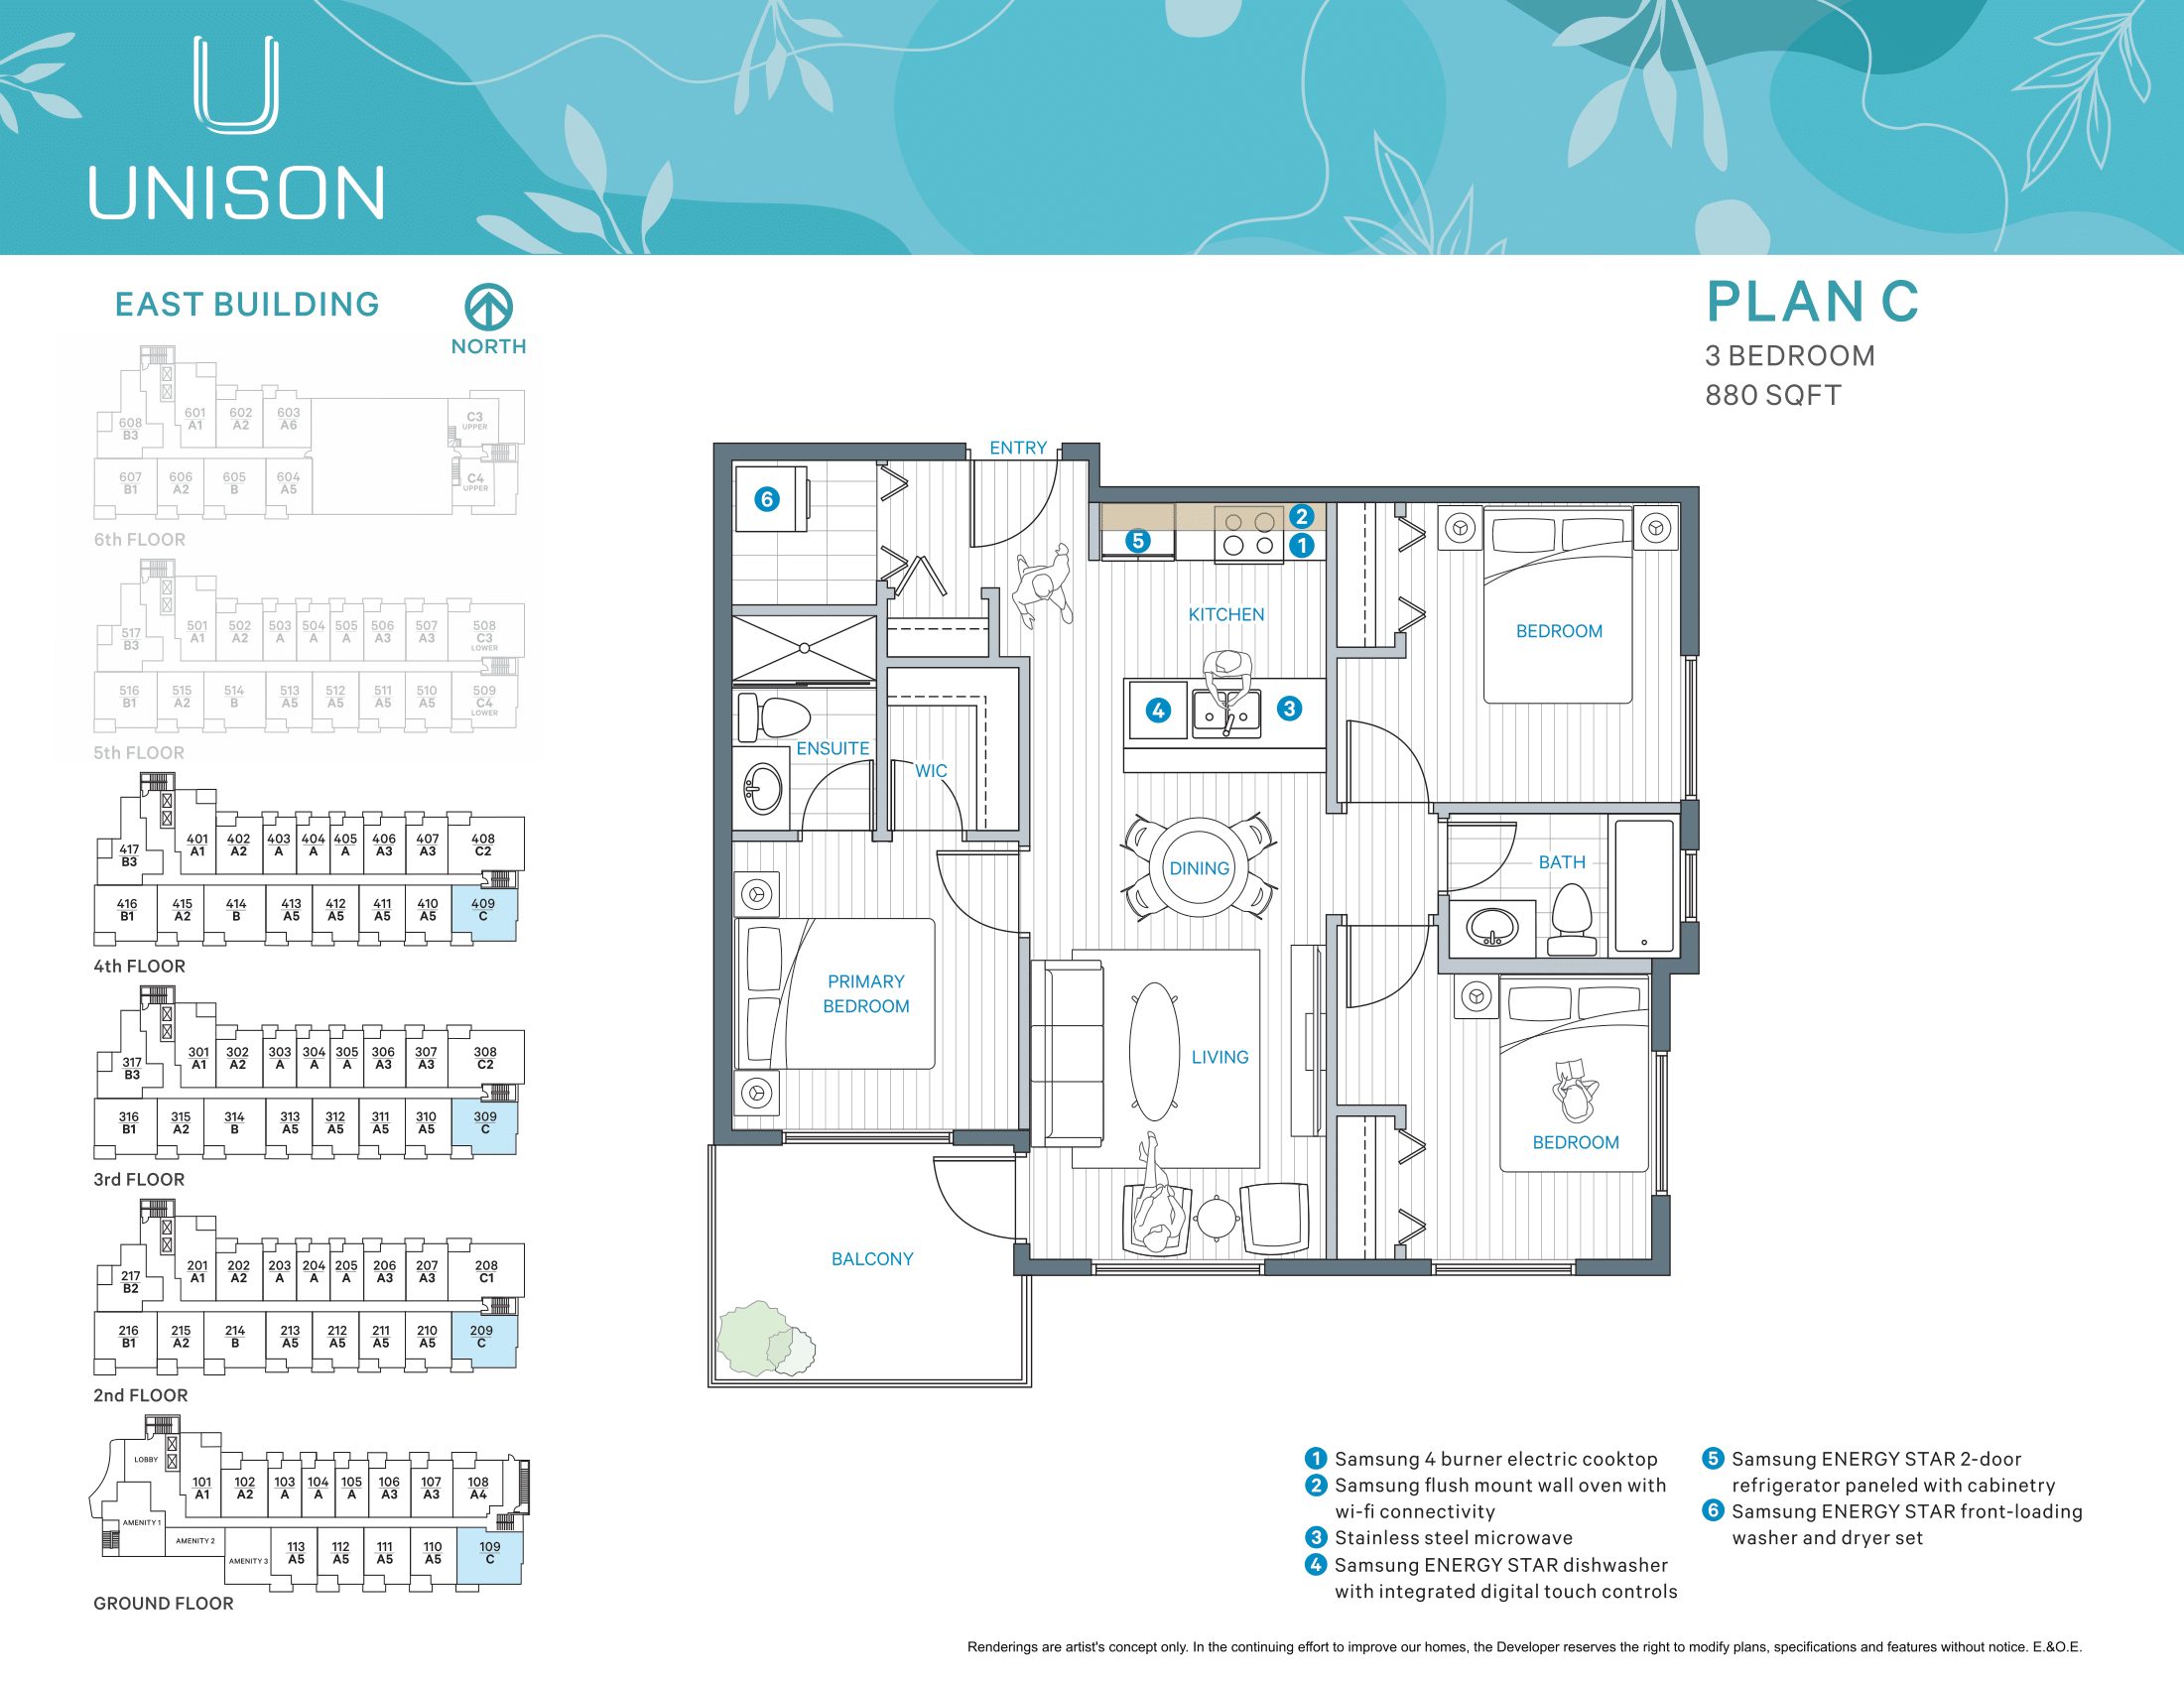 U
UNISON
EAST BUILDING
NORTH
PLAN C
3 BEDROOM
880 SQFT
601 A1
602 A2
603 A6
608 B3
C3 UPPER
607 B1
606 A2
605 B
604 A5
C4 UPPER
6th FLOOR
501 A1
502 A2
503 A
504 A
505 A
506 A3
507 A3
508 C3 LOWER
517 B3
516 B1
515 A2
514 B
513 A5
512 A5
511 A5
510 A5
509 C4 LOWER
5th FLOOR
401 A1
402 A2
403 A
404 A
405 A
406 A3
407 A3
408 C2
417 B3
416 B1
415 A2
414 B
413 A5
412 A5
411 A5
410 A5
409 C
4th FLOOR
301 A1
302 A2
303 A
304 A
305 A
306 A3
307 A3
308 C2
317 B3
316 B1
315 A2
314 B
313 A5
312 A5
311 A5
310 A5
309 C
3rd FLOOR
201 A1
202 A2
203 A
204 A
205 A
206 A3
207 A3
208 C1
217 B2
216 B1
215 A2
214 B
213 A5
212 A5
211 A5
210 A5
209 C
2nd FLOOR
LOBBY
101 A1
102 A2
103 A
104 A
105 A
106 A3
107 A3
108 A4
AMENITY 1
AMENITY 2
AMENITY 3
113 A5
112 A5
111 A5
110 A5
109 C
GROUND FLOOR
ENTRY
6
2
5
1
KITCHEN
BEDROOM
4
3
ENSUITE
WIC
DINING
BATH
PRIMARY
BEDROOM
LIVING
BEDROOM
BALCONY
1 Samsung 4 burner electric cooktop
2 Samsung flush mount wall oven with
wi-fi connectivity
3 Stainless steel microwave
4 Samsung ENERGY STAR dishwasher
with integrated digital touch controls
5 Samsung ENERGY STAR 2-door
refrigerator paneled with cabinetry
6 Samsung ENERGY STAR front-loading
washer and dryer set
Renderings are artist's concept only. In the continuing effort to improve our homes, the Developer reserves the right to modify plans, specifications and features without notice. E.&O.E.